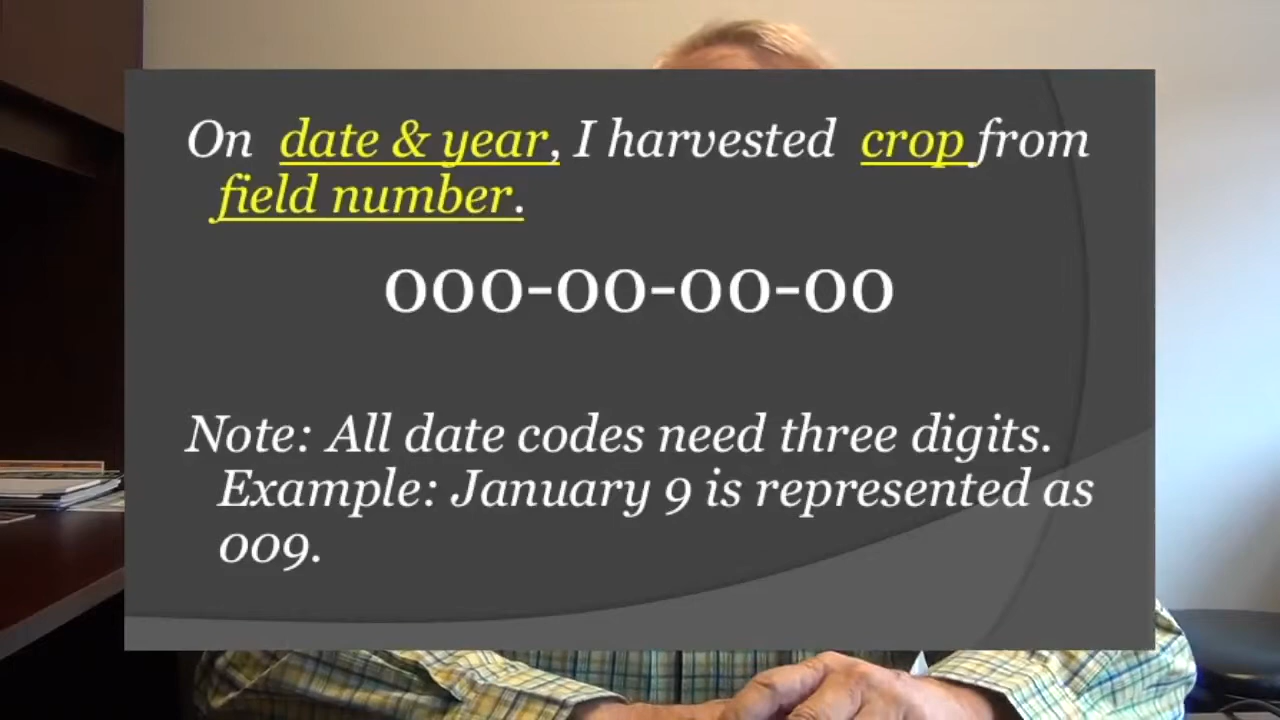 On date & year, I harvested crop from
field number.
000-00-00-00
Note: All date codes need three digits.
Example: January 9 is represented as
009.